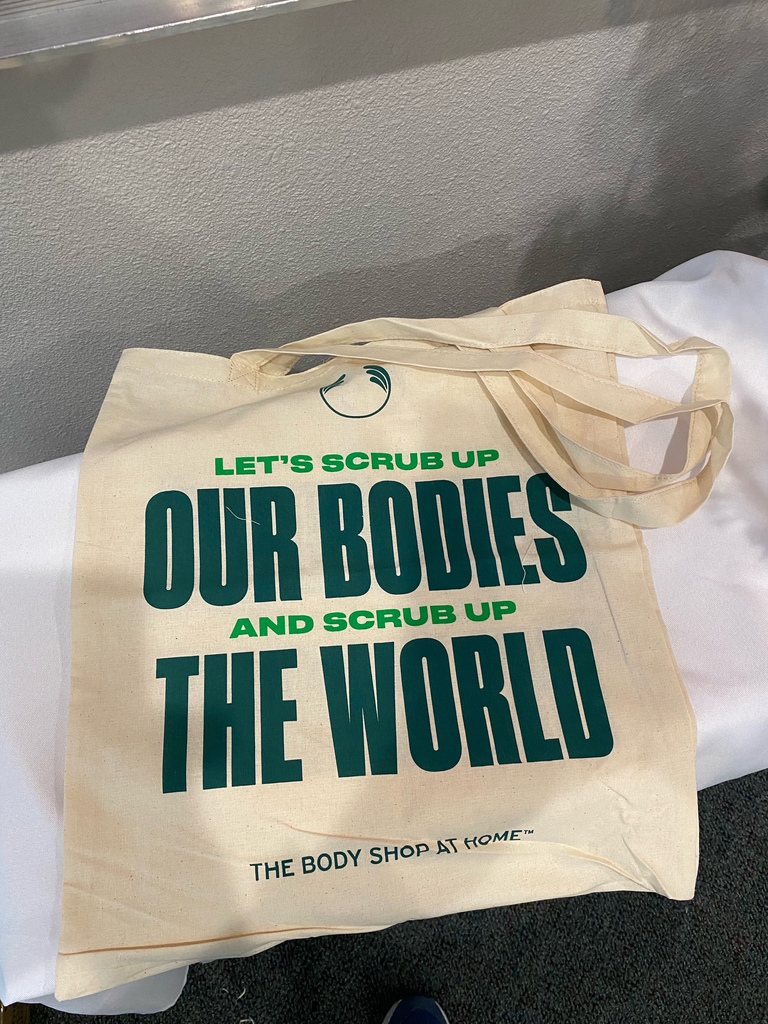 LET'S SCRUB UP
OUR BODIES
AND SCRUB UP
THE WORLD
THE BODY SHOP AT HOME™